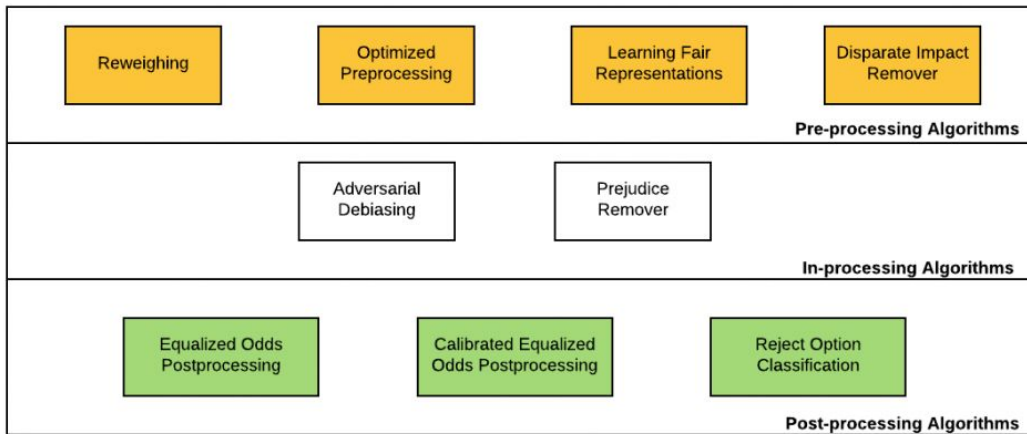 Reweighing
Optimized
Preprocessing
Learning Fair
Representations
Disparate Impact
Remover
Pre-processing Algorithms
Adversarial
Debiasing
Prejudice
Remover
In-processing Algorithms
Equalized Odds
Postprocessing
Calibrated Equalized
Odds Postprocessing
Reject Option
Classification
Post-processing Algorithms